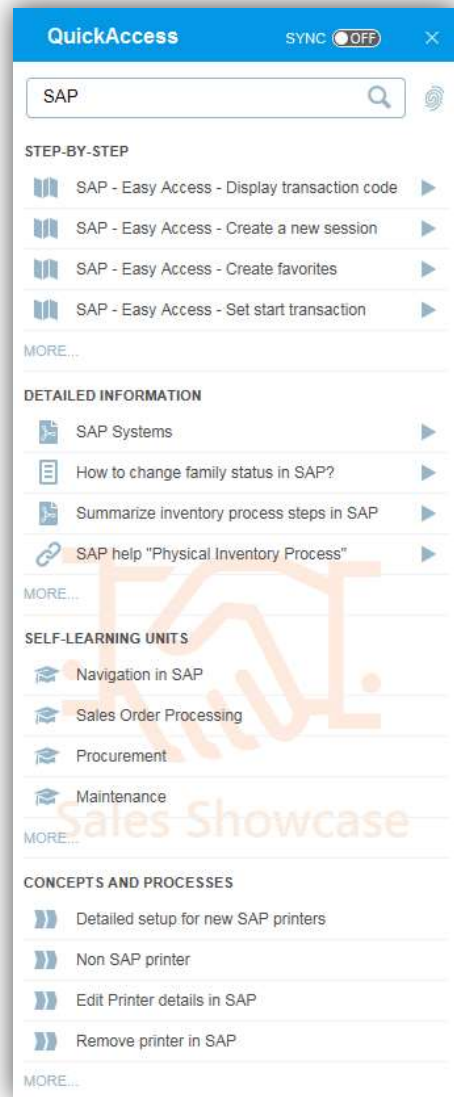 QuickAccess SYNC OFF
SAP
STEP-BY-STEP
SAP - Easy Access - Display transaction code
SAP - Easy Access - Create a new session
SAP - Easy Access - Create favorites
SAP - Easy Access - Set start transaction
MORE...
DETAILED INFORMATION
SAP Systems
How to change family status in SAP?
Summarize inventory process steps in SAP
SAP help "Physical Inventory Process"
MORE...
SELF-LEARNING UNITS
Navigation in SAP
Sales Order Processing
Procurement
Maintenance
Sales Showcase
MORE...
CONCEPTS AND PROCESSES
Detailed setup for new SAP printers
Non SAP printer
Edit Printer details in SAP
Remove printer in SAP
MORE...